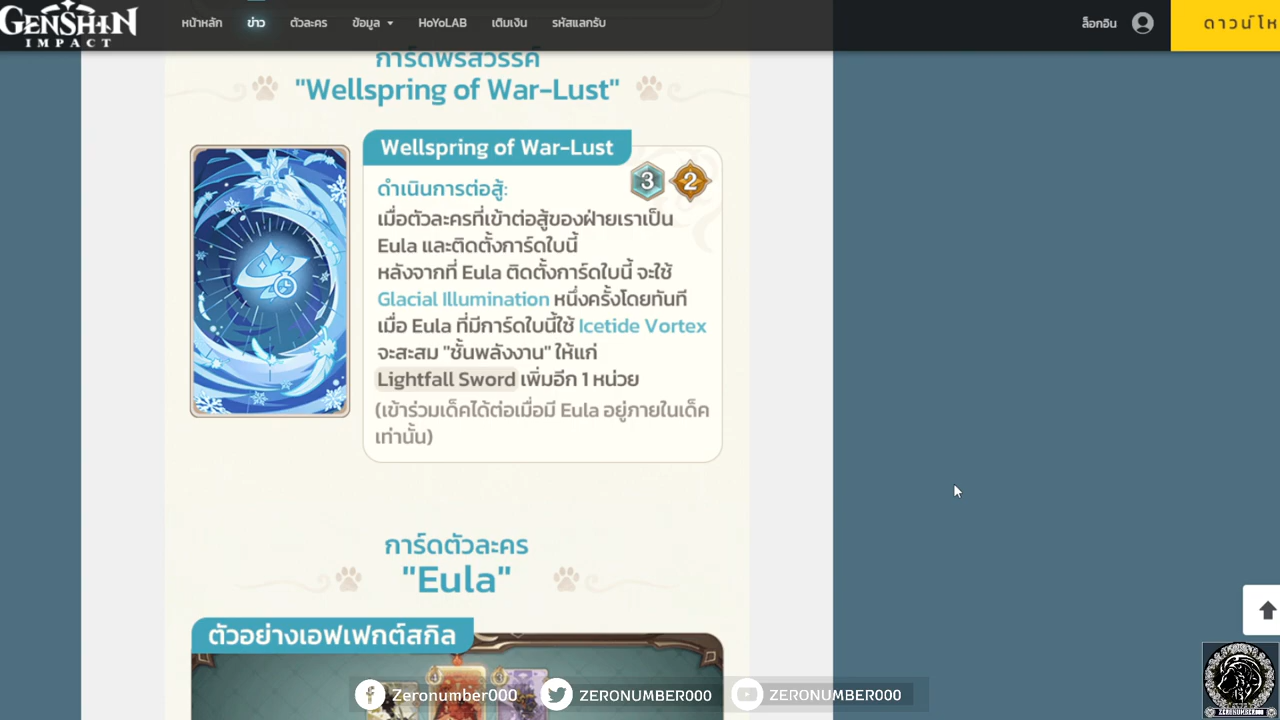 GENSHIN
IMPACT
หน้าหลัก ข่าว ตัวละคร ข้อมูล HoYoLAB เติมเงิน รหัสแลกรับ
ล็อกอิน
ดาวน์โห
การ์ดพรสวรรค์
"Wellspring of War-Lust"
Wellspring of War-Lust
3 2
ดำเนินการต่อสู้:
เมื่อตัวละครที่เข้าต่อสู้ของฝ่ายเราเป็น
Eula และติดตั้งการ์ดใบนี้
หลังจากที่ Eula ติดตั้งการ์ดใบนี้ จะใช้
Glacial Illumination หนึ่งครั้งโดยทันที
เมื่อ Eula ที่มีการ์ดใบนี้ใช้ Icetide Vortex
จะสะสม "ชั้นพลังงาน" ให้แก่
Lightfall Sword เพิ่มอีก 1 หน่วย
(เข้าร่วมเด็คได้ต่อเมื่อมี Eula อยู่ภายในเด็ค
เท่านั้น)
การ์ดตัวละคร
"Eula"
ตัวอย่างเอฟเฟกต์สกิล
Zeronumber000 ZERONUMBER000 ZERONUMBER000
ZERONUMBER000